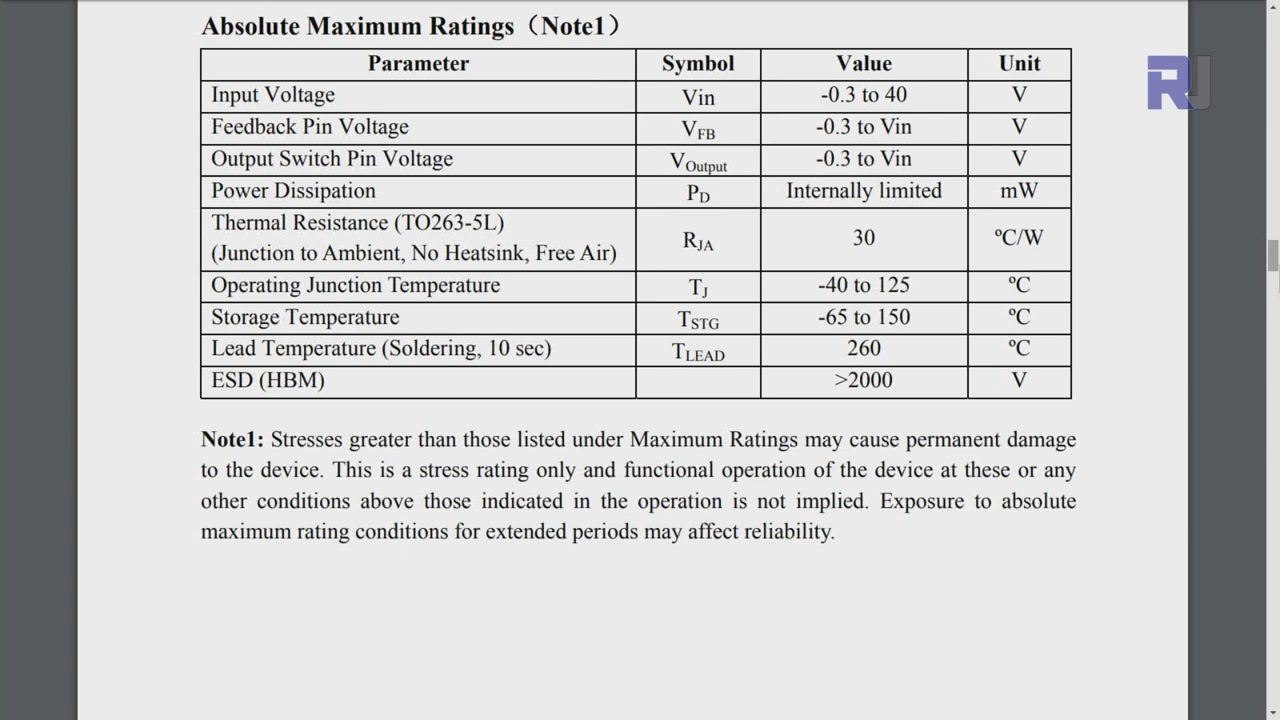 Absolute Maximum Ratings（Note1）
Parameter Symbol Value Unit
Input Voltage Vin -0.3 to 40 V
Feedback Pin Voltage VFB -0.3 to Vin V
Output Switch Pin Voltage VOutput -0.3 to Vin V
Power Dissipation PD Internally limited mW
Thermal Resistance (TO263-5L)
(Junction to Ambient, No Heatsink, Free Air) RJA 30 ºC/W
Operating Junction Temperature TJ -40 to 125 ºC
Storage Temperature TSTG -65 to 150 ºC
Lead Temperature (Soldering, 10 sec) TLEAD 260 ºC
ESD (HBM) >2000 V
Note1: Stresses greater than those listed under Maximum Ratings may cause permanent damage
to the device. This is a stress rating only and functional operation of the device at these or any
other conditions above those indicated in the operation is not implied. Exposure to absolute
maximum rating conditions for extended periods may affect reliability.
RJ